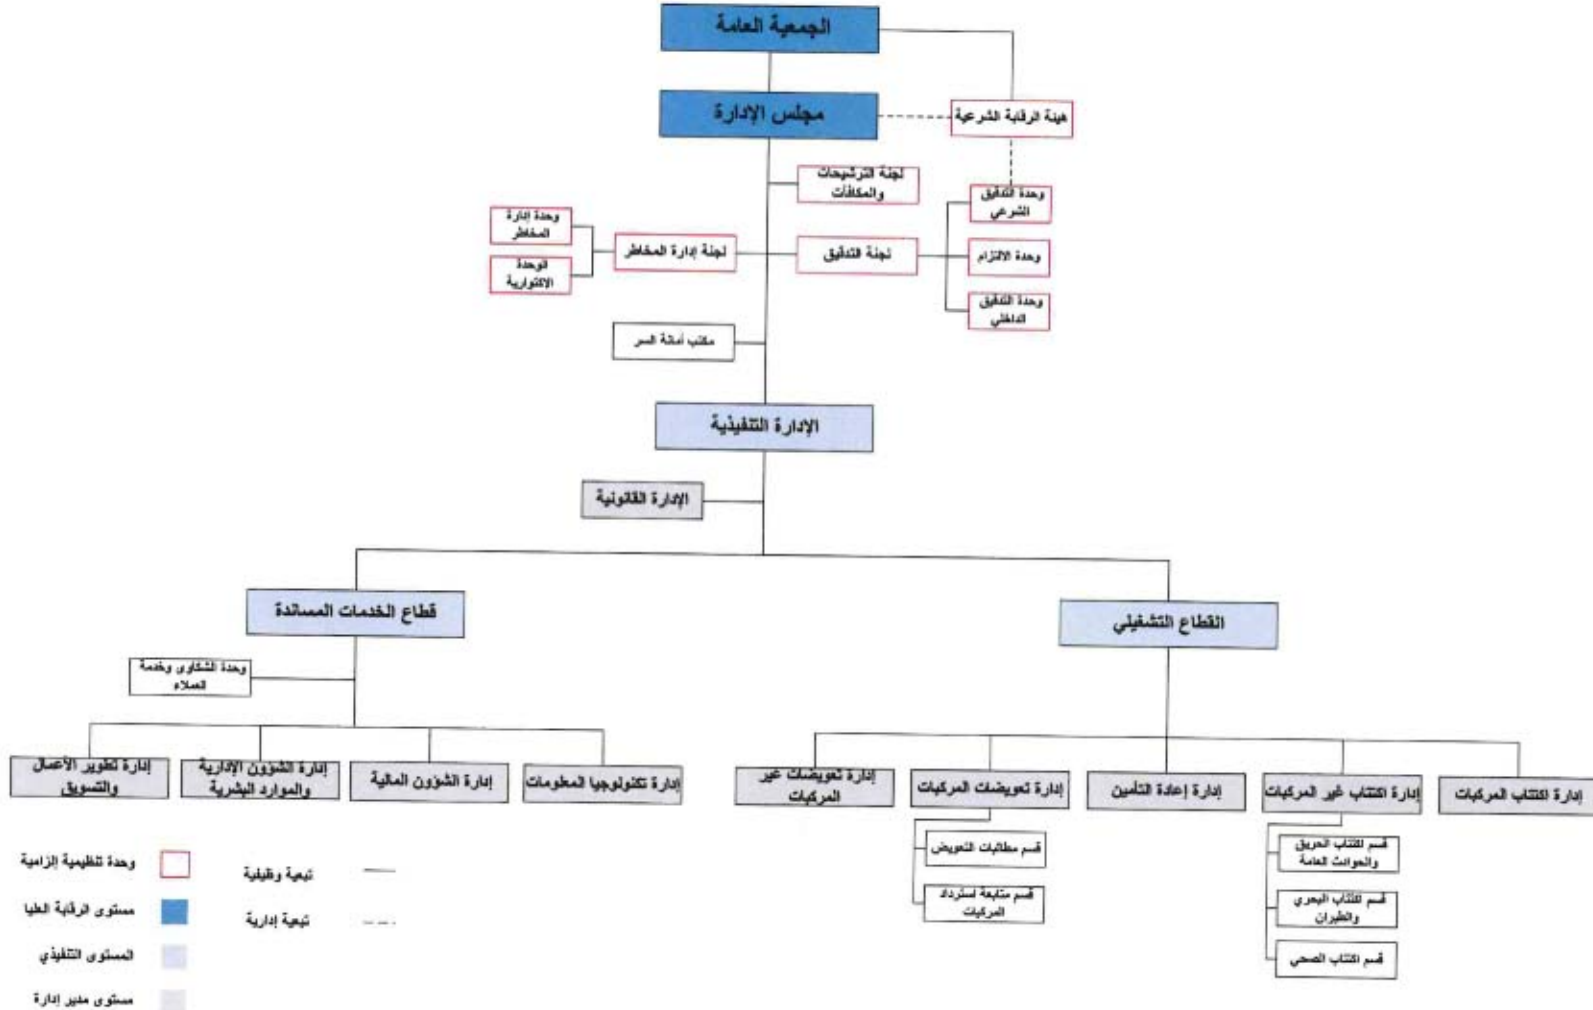 الجمعية العامة
مجلس الإدارة
هيئة الرقابة الشرعية
لجنة الترشيحات
والمكافآت
وحدة التدقيق
الشرعي
وحدة إدارة
المخاطر
لجنة إدارة المخاطر
لجنة التدقيق
وحدة الالتزام
الوحدة
الاكتوارية
وحدة التدقيق
الداخلي
مكتب أمانة السر
الإدارة التنفيذية
الإدارة القانونية
القطاع التشغيلي
قطاع الخدمات المساندة
وحدة الشكاوى وخدمة
العملاء
إدارة اكتتاب المركبات
إدارة اكتتاب غير المركبات
إدارة إعادة التأمين
إدارة تعويضات المركبات
إدارة تعويضات غير
المركبات
إدارة تكنولوجيا المعلومات
إدارة الشؤون المالية
إدارة الشؤون الإدارية
والموارد البشرية
إدارة تطوير الأعمال
والتسويق
قسم اكتتاب الحريق
والحوادث العامة
قسم اكتتاب البحري
والطيران
قسم اكتتاب الصحي
قسم مطالبات التعويض
قسم متابعة استرداد
المركبات
تبعية وظيفية
تبعية إدارية
وحدة تنظيمية إلزامية
مستوى الرقابة العليا
المستوى التنفيذي
مستوى مدير إدارة